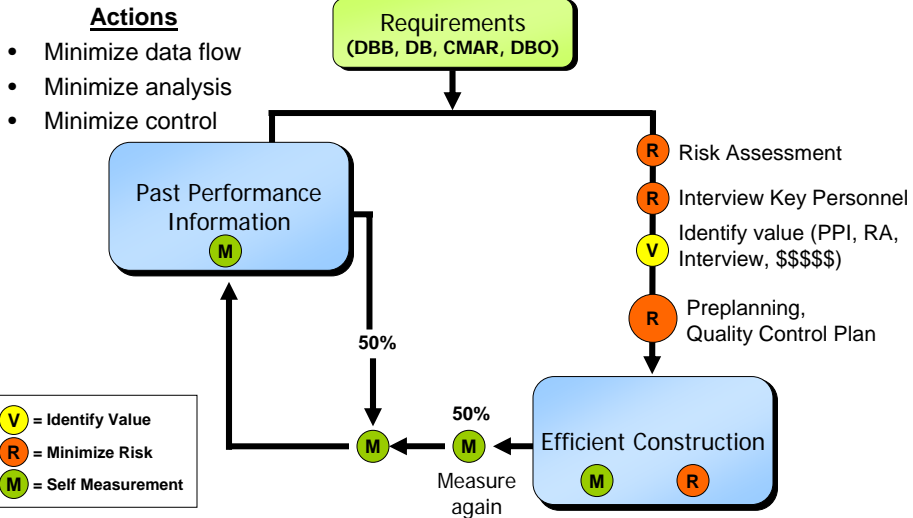 Actions
• Minimize data flow
• Minimize analysis
• Minimize control
Requirements
(DBB, DB, CMAR, DBO)
Past Performance
Information
M
R
Risk Assessment
R
Interview Key Personnel
V
Identify value (PPI, RA,
Interview, $$$$$)
R
Preplanning,
Quality Control Plan
50%
M
50%
M
Measure
again
Efficient Construction
M
R
V = Identify Value
R = Minimize Risk
M = Self Measurement